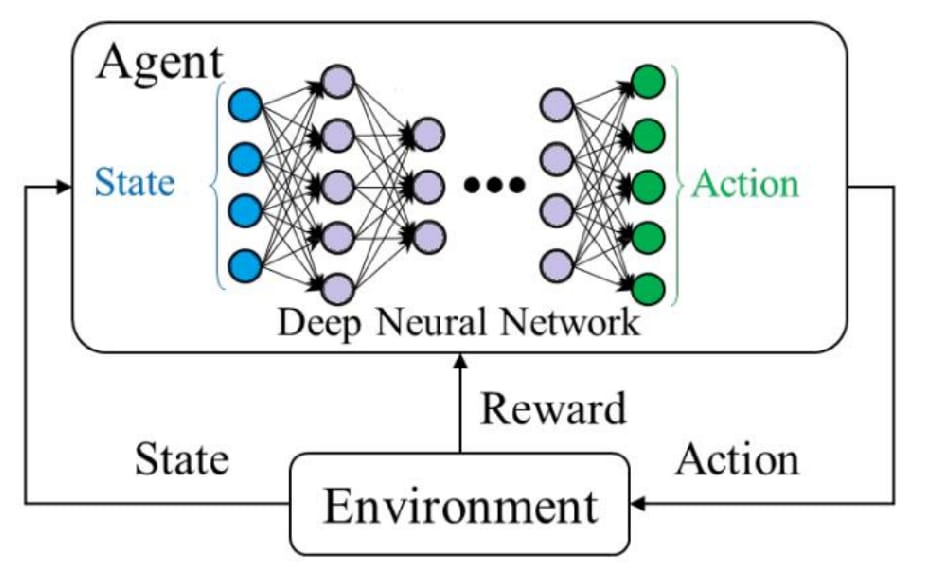 Agent
State
Action
Deep Neural Network
Reward
State
Action
Environment